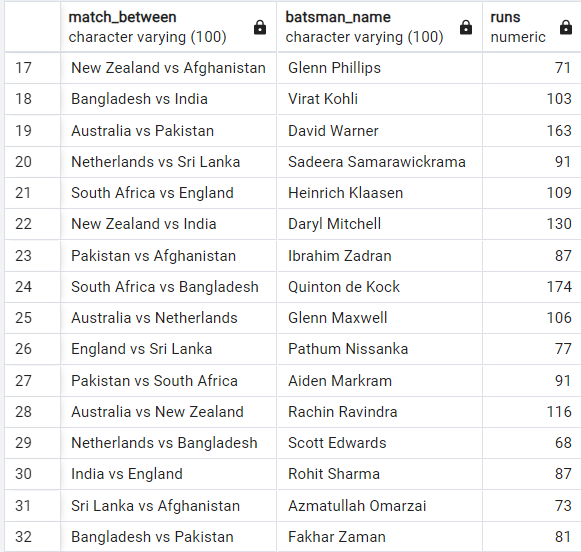 match_between batsman_name runs
character varying (100) character varying (100) numeric
17 New Zealand vs Afghanistan Glenn Phillips 71
18 Bangladesh vs India Virat Kohli 103
19 Australia vs Pakistan David Warner 163
20 Netherlands vs Sri Lanka Sadeera Samarawickrama 91
21 South Africa vs England Heinrich Klaasen 109
22 New Zealand vs India Daryl Mitchell 130
23 Pakistan vs Afghanistan Ibrahim Zadran 87
24 South Africa vs Bangladesh Quinton de Kock 174
25 Australia vs Netherlands Glenn Maxwell 106
26 England vs Sri Lanka Pathum Nissanka 77
27 Pakistan vs South Africa Aiden Markram 91
28 Australia vs New Zealand Rachin Ravindra 116
29 Netherlands vs Bangladesh Scott Edwards 68
30 India vs England Rohit Sharma 87
31 Sri Lanka vs Afghanistan Azmatullah Omarzai 73
32 Bangladesh vs Pakistan Fakhar Zaman 81